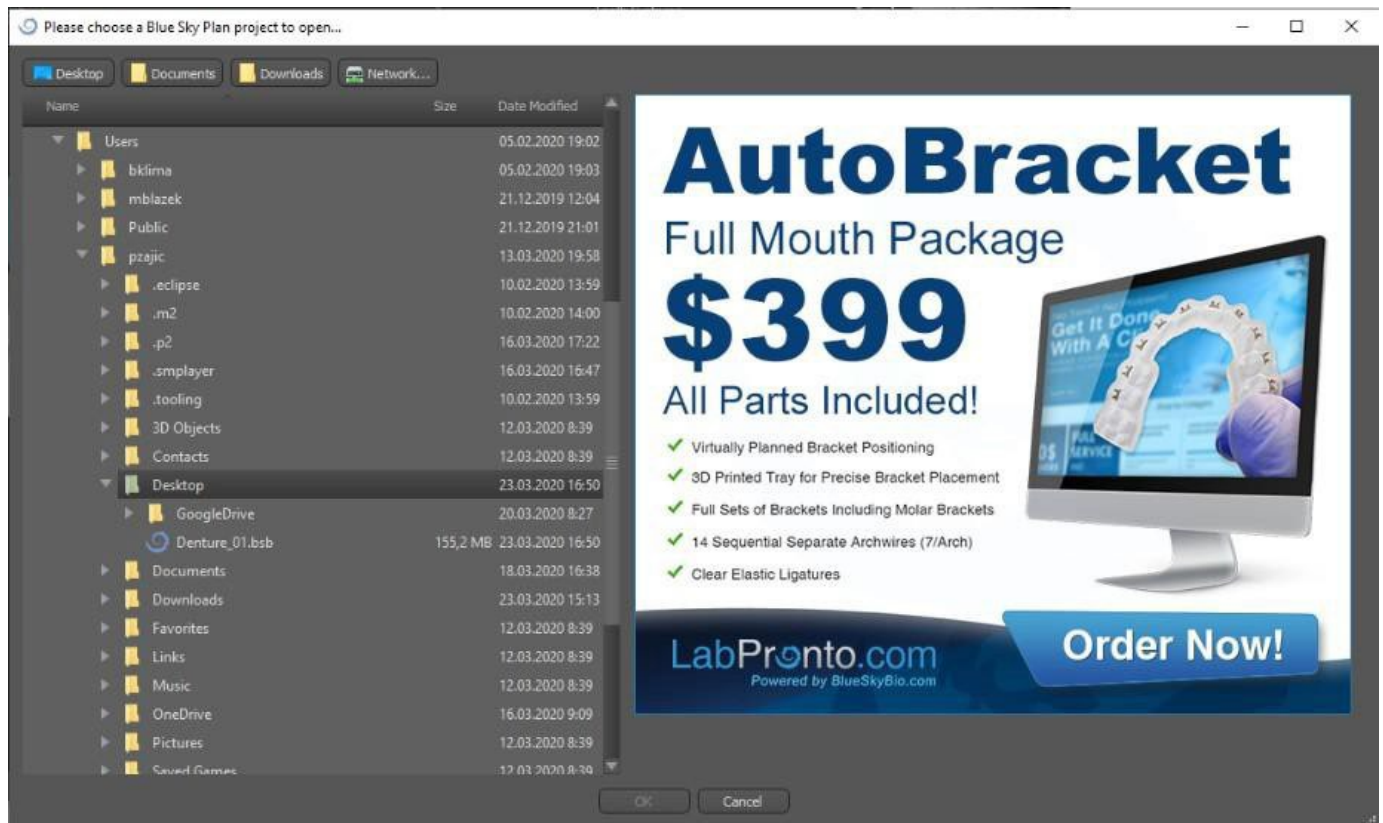 Please choose a Blue Sky Plan project to open...
Desktop Documents Downloads Network...
Name Size Date Modified
Users 05.02.2020 19:02
bklima 05.02.2020 19:03
mblazek 21.12.2019 12:04
Public 21.12.2019 21:01
pzajic 13.03.2020 19:58
.eclipse 10.02.2020 13:59
.m2 10.02.2020 14:00
.p2 16.03.2020 17:22
.smplayer 16.03.2020 16:47
.tooling 10.02.2020 13:59
3D Objects 12.03.2020 8:39
Contacts 12.03.2020 8:39
Desktop 23.03.2020 16:50
GoogleDrive 20.03.2020 8:27
Denture_01.bsb 155,2 MB 23.03.2020 16:50
Documents 18.03.2020 16:38
Downloads 23.03.2020 15:13
Favorites 12.03.2020 8:39
Links 12.03.2020 8:39
Music 12.03.2020 8:39
OneDrive 16.03.2020 9:09
Pictures 12.03.2020 8:39
Saved Games 12.03.2020 8:39
AutoBracket
Full Mouth Package
$399
All Parts Included!
Virtually Planned Bracket Positioning
3D Printed Tray for Precise Bracket Placement
Full Sets of Brackets Including Molar Brackets
14 Sequential Separate Archwires (7/Arch)
Clear Elastic Ligatures
Get It Done
With A
FULL
SERVICE
LabPronto.com
Powered by BlueSkyBio.com
Order Now!
OK Cancel